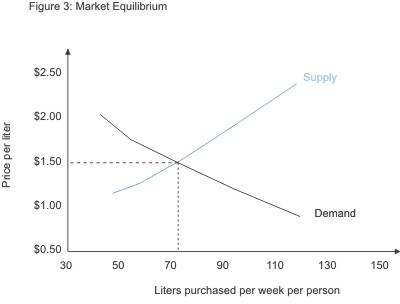 Figure 3: Market Equilibrium
Price per liter
$2.50
$2.00
$1.50
$1.00
$0.50
Supply
Demand
30 50 70 90 110 130 150
Liters purchased per week per person